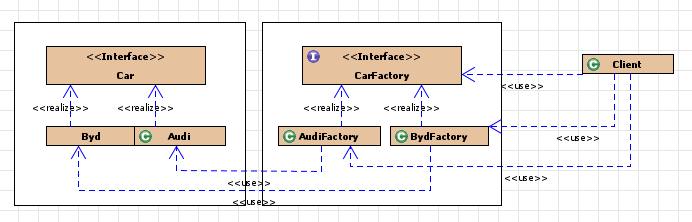 <<Interface>>
Car
<<Interface>>
CarFactory
Client
<<use>>
<<realize>>
<<realize>>
<<realize>>
<<realize>>
Byd
Audi
AudiFactory
BydFactory
<<use>>
<<use>>
<<use>>
<<use>>